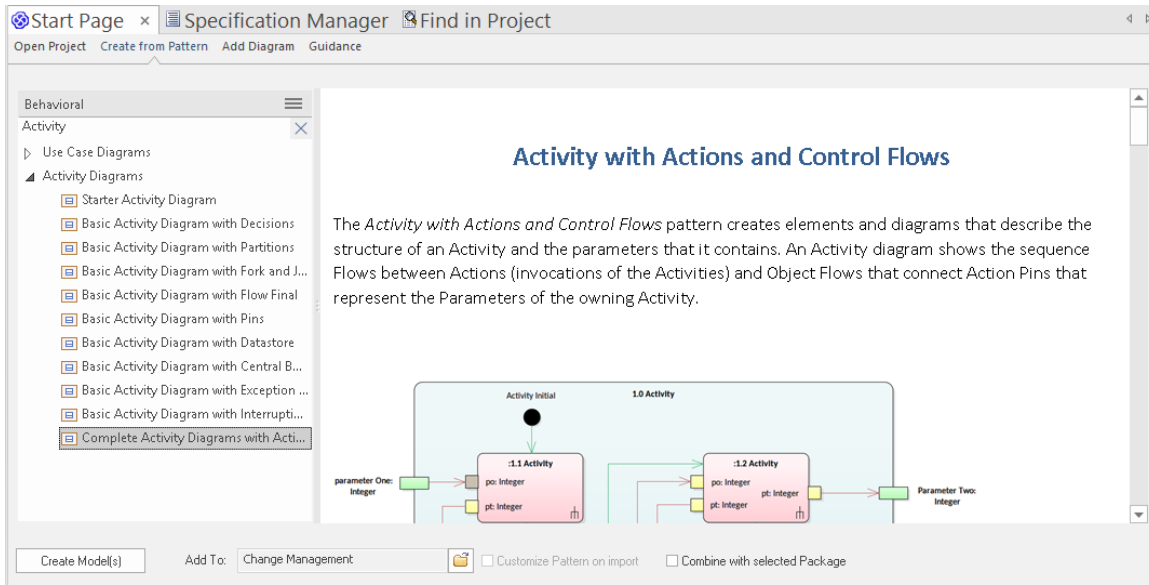 Start Page × Specification Manager Find in Project
Open Project Create from Pattern Add Diagram Guidance
Behavioral
Activity
Use Case Diagrams
Activity Diagrams
Starter Activity Diagram
Basic Activity Diagram with Decisions
Basic Activity Diagram with Partitions
Basic Activity Diagram with Fork and J...
Basic Activity Diagram with Flow Final
Basic Activity Diagram with Pins
Basic Activity Diagram with Datastore
Basic Activity Diagram with Central B...
Basic Activity Diagram with Exception ...
Basic Activity Diagram with Interrupti...
Complete Activity Diagrams with Acti...
Activity with Actions and Control Flows
The Activity with Actions and Control Flows pattern creates elements and diagrams that describe the
structure of an Activity and the parameters that it contains. An Activity diagram shows the sequence
Flows between Actions (invocations of the Activities) and Object Flows that connect Action Pins that
represent the Parameters of the owning Activity.
Activity Initial
1.0 Activity
:1.1 Activity
po: Integer
pt: Integer
:1.2 Activity
po: Integer
pt: Integer
pt: Integer
parameter One:
Integer
Parameter Two:
Integer
Create Model(s) Add To: Change Management Customize Pattern on import Combine with selected Package